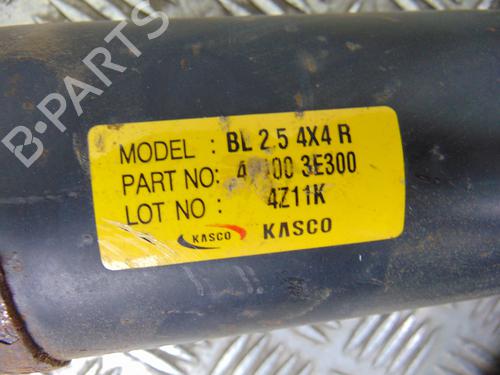 B-PARTS
MODEL : BL 2.5 4X4 R
PART NO: 3E300
LOT NO : 4Z11K
KASCO KASCO